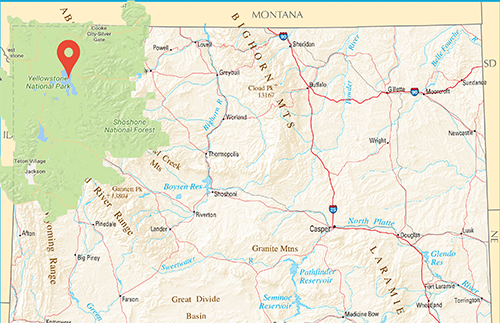 MONTANA
AB
Cooke
City-Silver
Gate
Powell
Lovell
BIGHORN MTS
90
Sheridan
River
Belle Fourche
SD
Yellowstone
National Park
Greybull
Cloud Pk
13167
Buffalo
Powder
Gillette
90
Moorcroft
Sundance
Shoshone
National Forest
Bighorn R
Worland
Newcastle
ID
Wright
Teton Village
Jackson
Thermopolis
Creek
Mts
Gannett Pk
13804
Boysen Res
Shoshoni
River Range
Wyoming Range
Riverton
25
North Platte
Casper
Douglas
Lusk
NE
Afton
Pinedale
Lander
Granite Mtns
LARAMIE
Glendo
Res
Big Piney
Sweetwater
R
Pathfinder
Reservoir
Fort Laramie
River
Green
Farson
Great Divide
Basin
Seminoe
Reservoir
Wheatland
Torrington
Medicine Bow